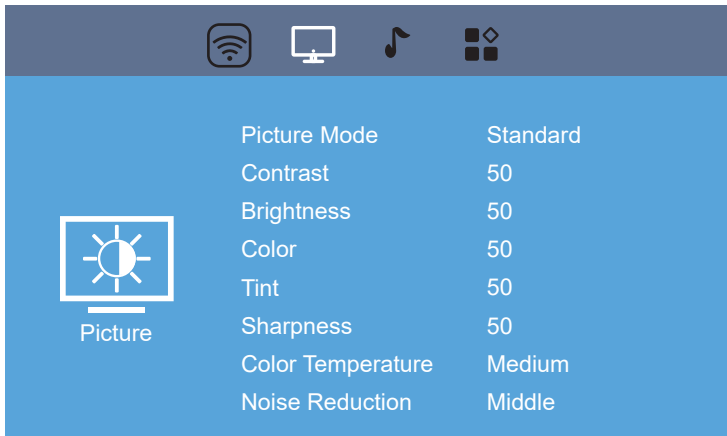 Picture Mode Standard
Contrast 50
Brightness 50
Color 50
Tint 50
Sharpness 50
Color Temperature Medium
Noise Reduction Middle
Picture